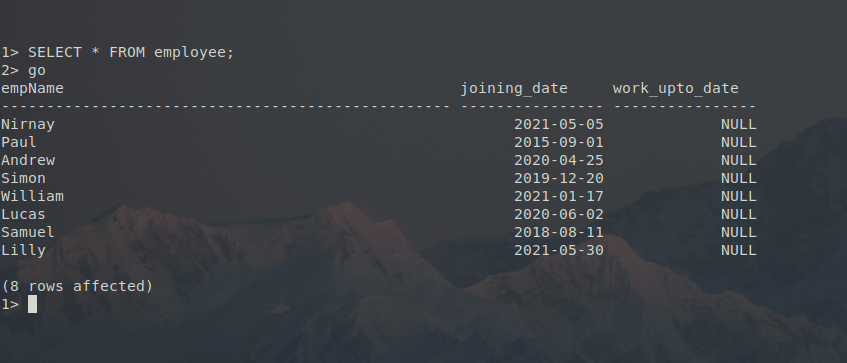 1> SELECT * FROM employee;
2> go
empName                                            joining_date     work_upto_date
-------------------------------------------------- ---------------- ----------------
Nirnay                                                   2021-05-05             NULL
Paul                                                     2015-09-01             NULL
Andrew                                                   2020-04-25             NULL
Simon                                                    2019-12-20             NULL
William                                                  2021-01-17             NULL
Lucas                                                    2020-06-02             NULL
Samuel                                                   2018-08-11             NULL
Lilly                                                    2021-05-30             NULL

(8 rows affected)
1>